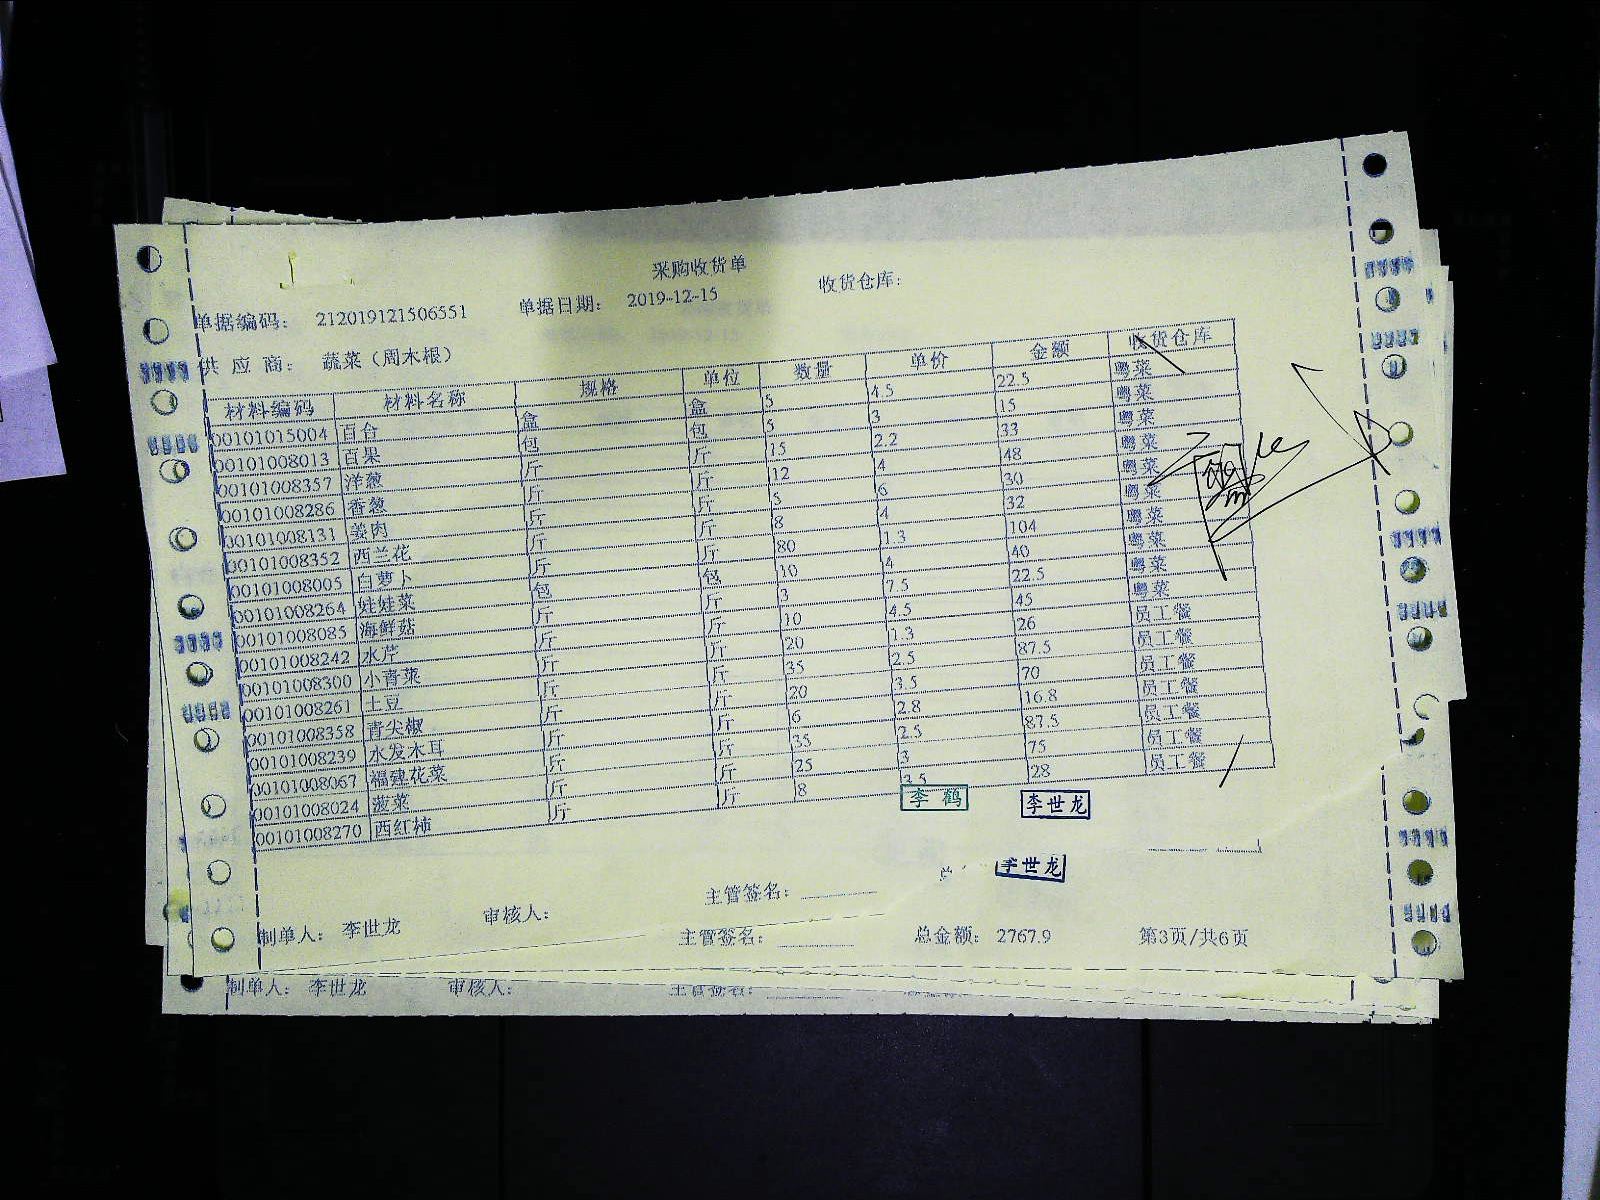 采购收货单
单据编码： 212019121506551 单据日期： 2019-12-15 收货仓库：
供 应 商： 蔬菜（周木根）
材料编码 材料名称 规格 单位 数量 单价 金额 收货仓库
00101015004 百合 盒 盒 5 4.5 22.5 粤菜
00101008013 百果 包 包 5 3 15 粤菜
00101008357 洋葱 斤 斤 15 2.2 33 粤菜
00101008286 香葱 斤 斤 12 4 48 粤菜
00101008131 姜肉 斤 斤 5 6 30 粤菜
00101008352 西兰花 斤 斤 8 4 32 粤菜
00101008005 白萝卜 斤 斤 80 1.3 104 粤菜
00101008264 娃娃菜 包 包 10 4 40 粤菜
00101008085 海鲜菇 斤 斤 3 7.5 22.5 粤菜
00101008242 水芹 斤 斤 10 4.5 45 粤菜
00101008300 小青菜 斤 斤 20 1.3 26 员工餐
00101008261 土豆 斤 斤 35 2.5 87.5 员工餐
00101008358 青尖椒 斤 斤 20 3.5 70 员工餐
00101008239 水发木耳 斤 斤 6 2.8 16.8 员工餐
00101008067 福建花菜 斤 斤 35 2.5 87.5 员工餐
00101008024 菠菜 斤 斤 25 3 75 员工餐
00101008270 西红柿 斤 斤 8 3.5 28 员工餐
李鹤 李世龙
李世龙
制单人： 李世龙 审核人： 主管签名：
主管签名： 总金额： 2767.9 第3页/共6页
制单人： 李世龙 审核人： 主管签名：